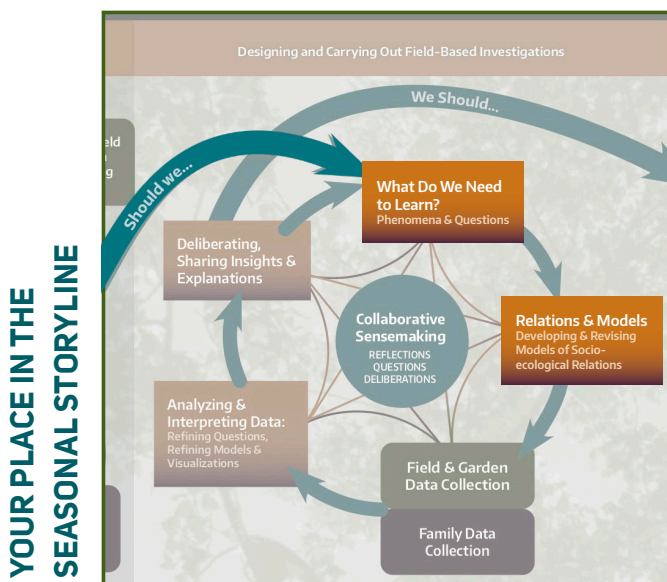 YOUR PLACE IN THE
SEASONAL STORYLINE
Designing and Carrying Out Field-Based Investigations
We Should...
Should we...
What Do We Need
to Learn?
Phenomena & Questions
Deliberating,
Sharing Insights &
Explanations
Collaborative
Sensemaking
REFLECTIONS
QUESTIONS
DELIBERATIONS
Relations & Models
Developing & Revising
Models of Socio-
ecological Relations
Analyzing &
Interpreting Data:
Refining Questions,
Refining Models &
Visualizations
Field & Garden
Data Collection
Family Data
Collection